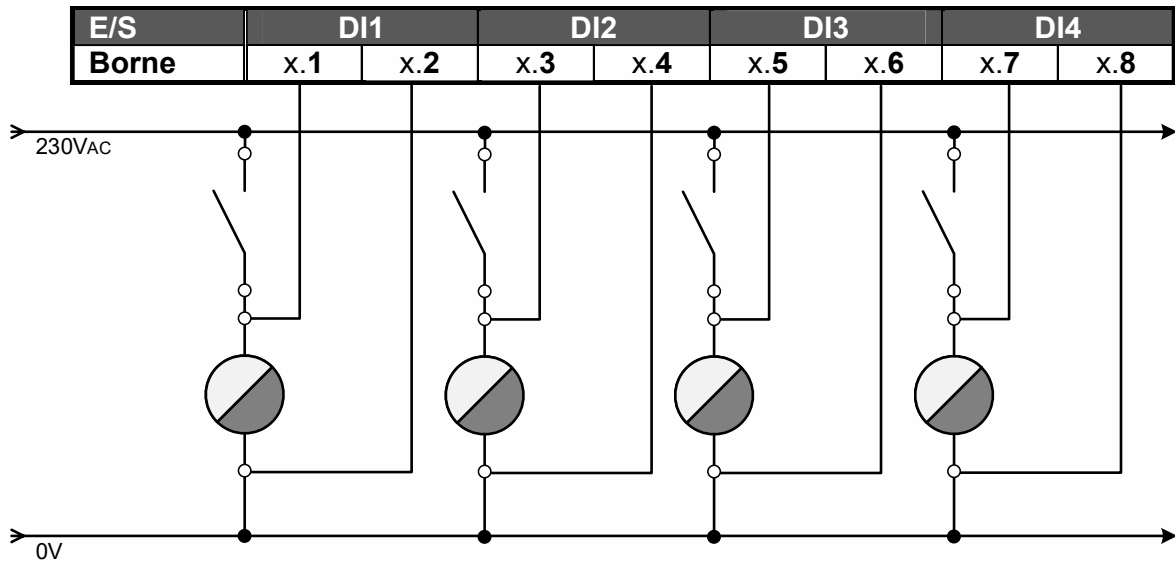 E/S DI1 DI2 DI3 DI4
Borne x.1 x.2 x.3 x.4 x.5 x.6 x.7 x.8
230VAC
0V